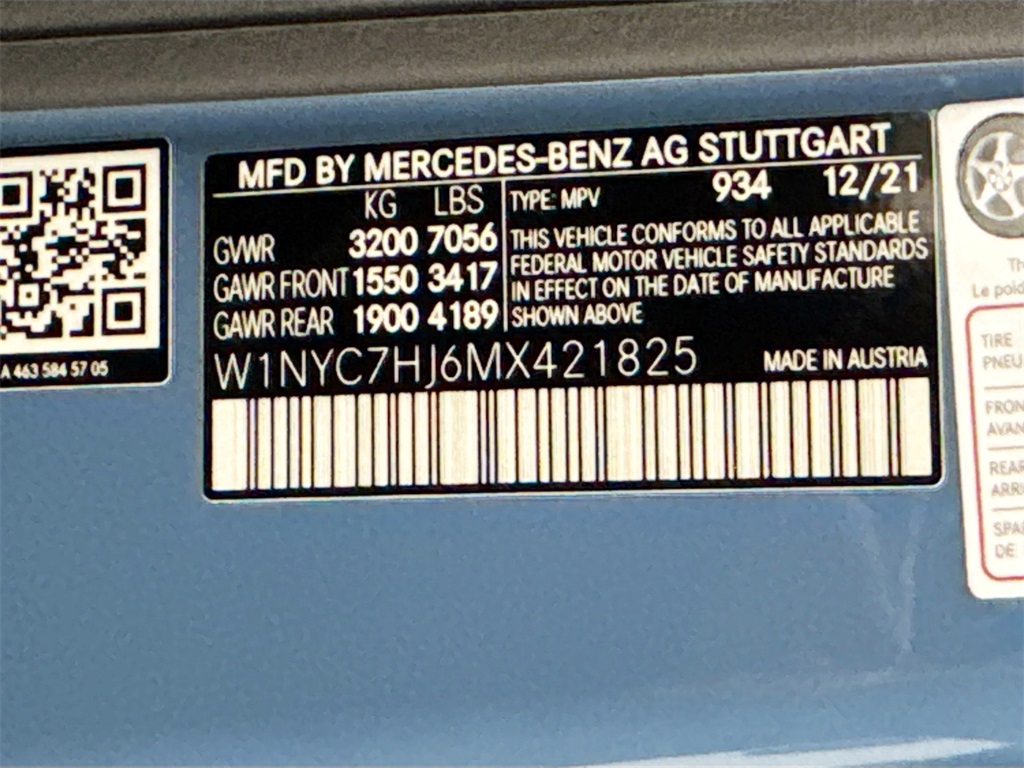 MFD BY MERCEDES-BENZ AG STUTTGART
KG LBS
GVWR 3200 7056
GAWR FRONT 1550 3417
GAWR REAR 1900 4189
TYPE: MPV 934 12/21
THIS VEHICLE CONFORMS TO ALL APPLICABLE
FEDERAL MOTOR VEHICLE SAFETY STANDARDS
IN EFFECT ON THE DATE OF MANUFACTURE
SHOWN ABOVE
W1NYC7HJ6MX421825 MADE IN AUSTRIA
A 463 584 57 05
Th
Le poid
TIRE
PNEU
FRON
AVAN
REAR
ARRI
SPA
DE